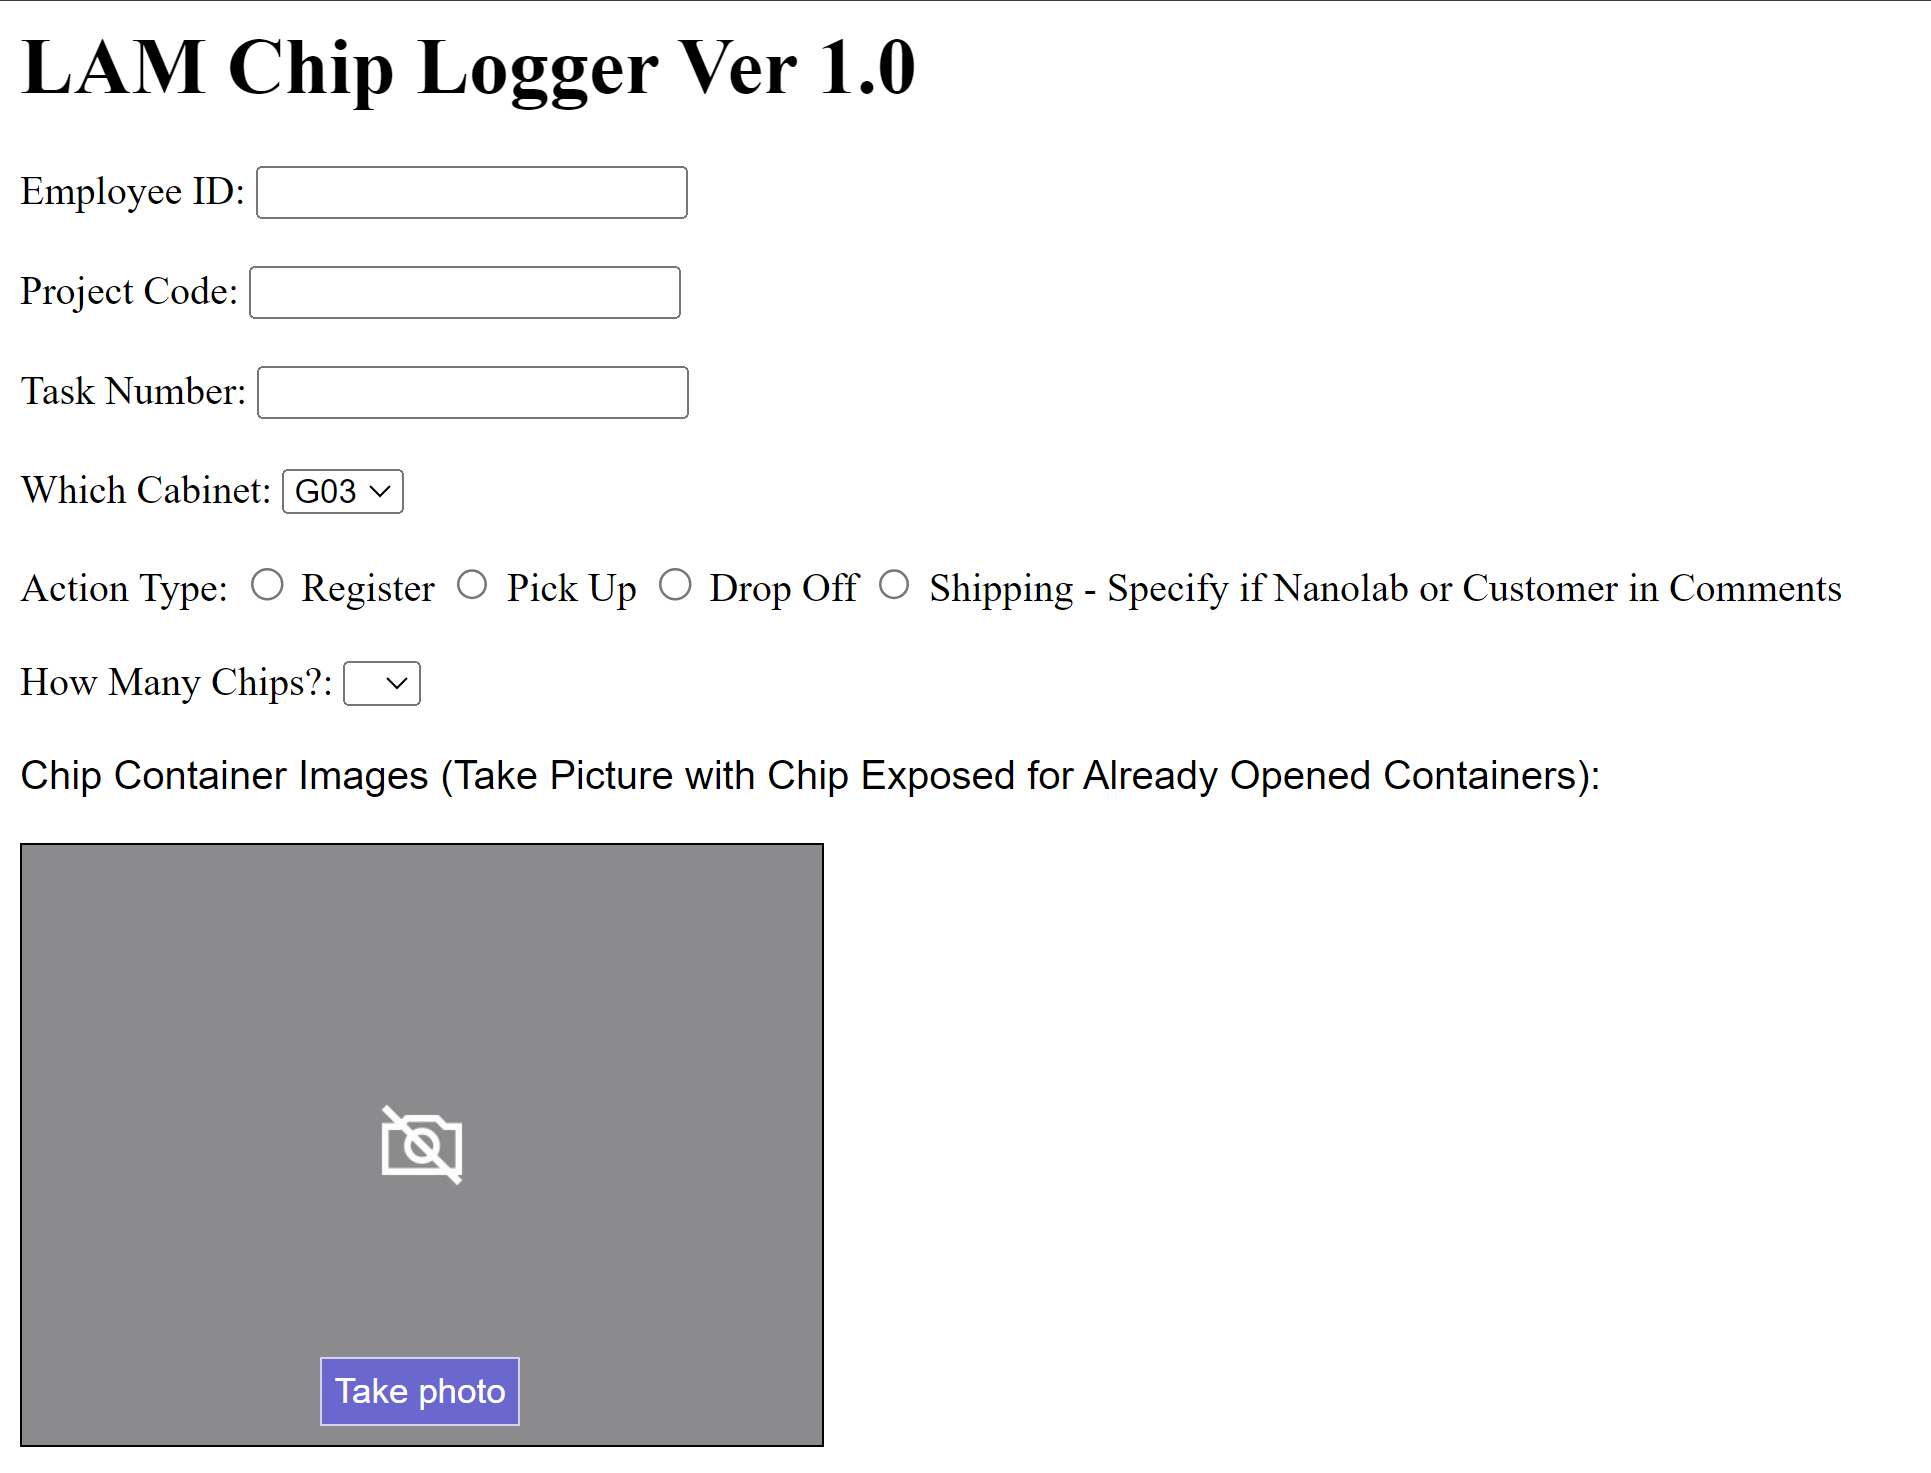 LAM Chip Logger Ver 1.0
Employee ID:
Project Code:
Task Number:
Which Cabinet: G03
Action Type: Register Pick Up Drop Off Shipping - Specify if Nanolab or Customer in Comments
How Many Chips?:
Chip Container Images (Take Picture with Chip Exposed for Already Opened Containers):
Take photo